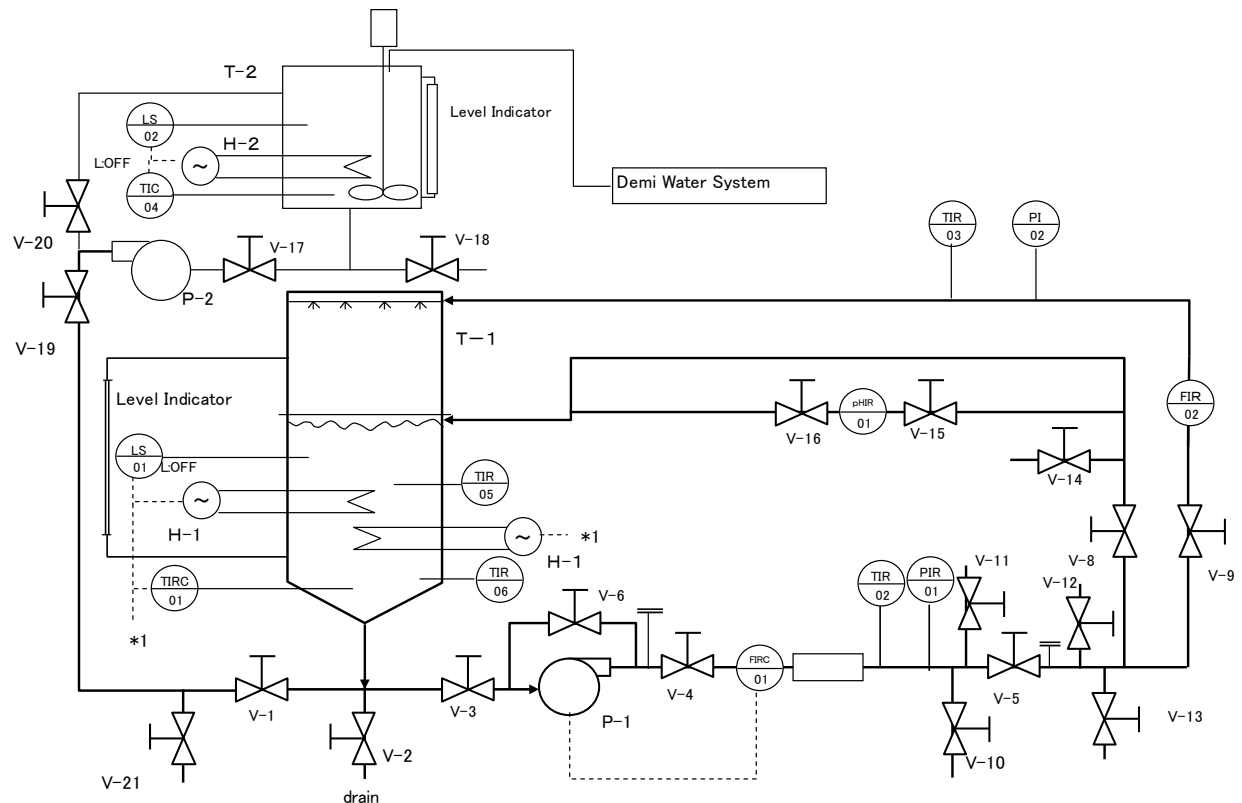 T-2
LS
02
Level Indicator
H-2
L:OFF
~
TIC
04
Demi Water System
V-20
V-17
V-18
TIR
03
PI
02
P-2
V-19
T-1
Level Indicator
FIR
02
pHIR
01
V-16
V-15
LS
01
L:OFF
TIR
05
V-14
~
H-1
~
*1
H-1
V-8
V-9
TIRC
01
TIR
06
TIR
02
PIR
01
V-11
V-12
*1
V-6
FIRC
01
V-4
V-5
V-1
V-3
P-1
V-13
V-21
V-2
V-10
drain